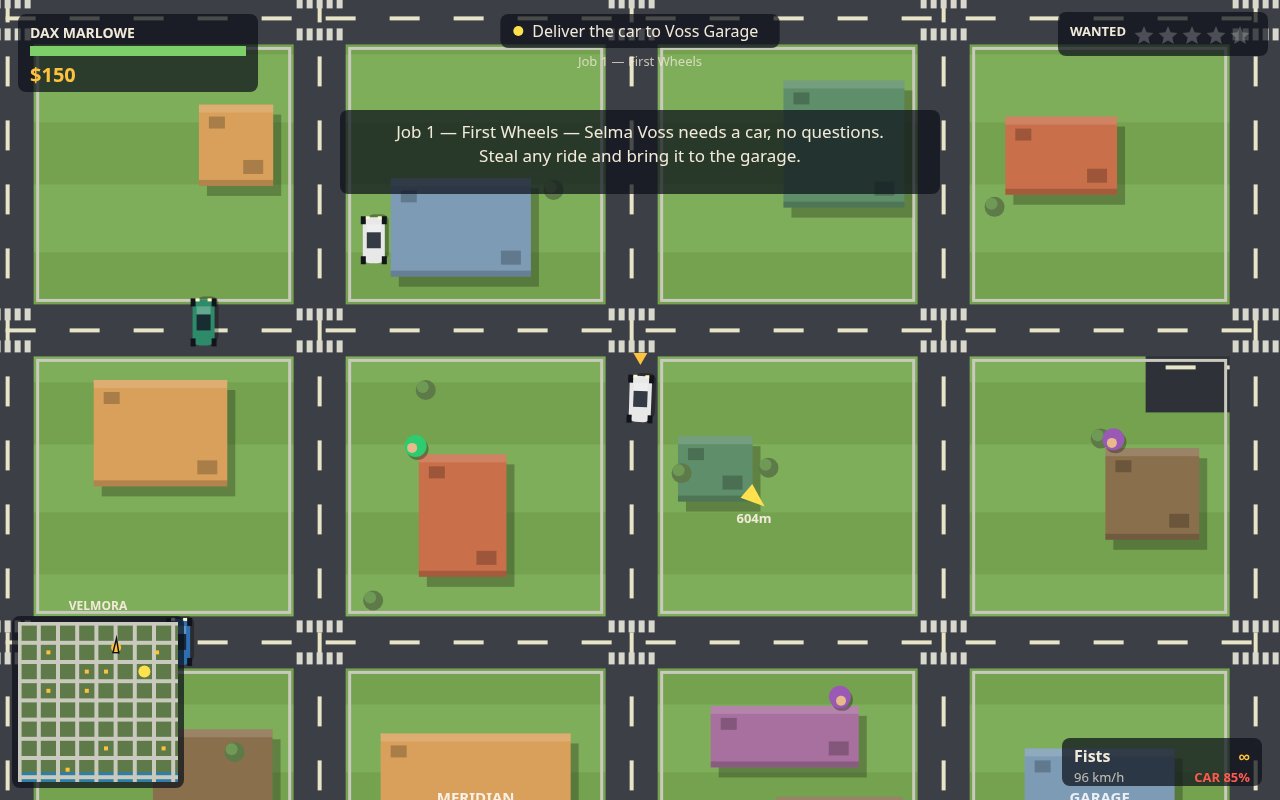 DAX MARLOWE
$150
Deliver the car to Voss Garage
Job 1 — First Wheels
WANTED
Job 1 — First Wheels — Selma Voss needs a car, no questions.
Steal any ride and bring it to the garage.
604m
VELMORA
Fists ∞
96 km/h CAR 85%
MERIDIAN
GARAGE